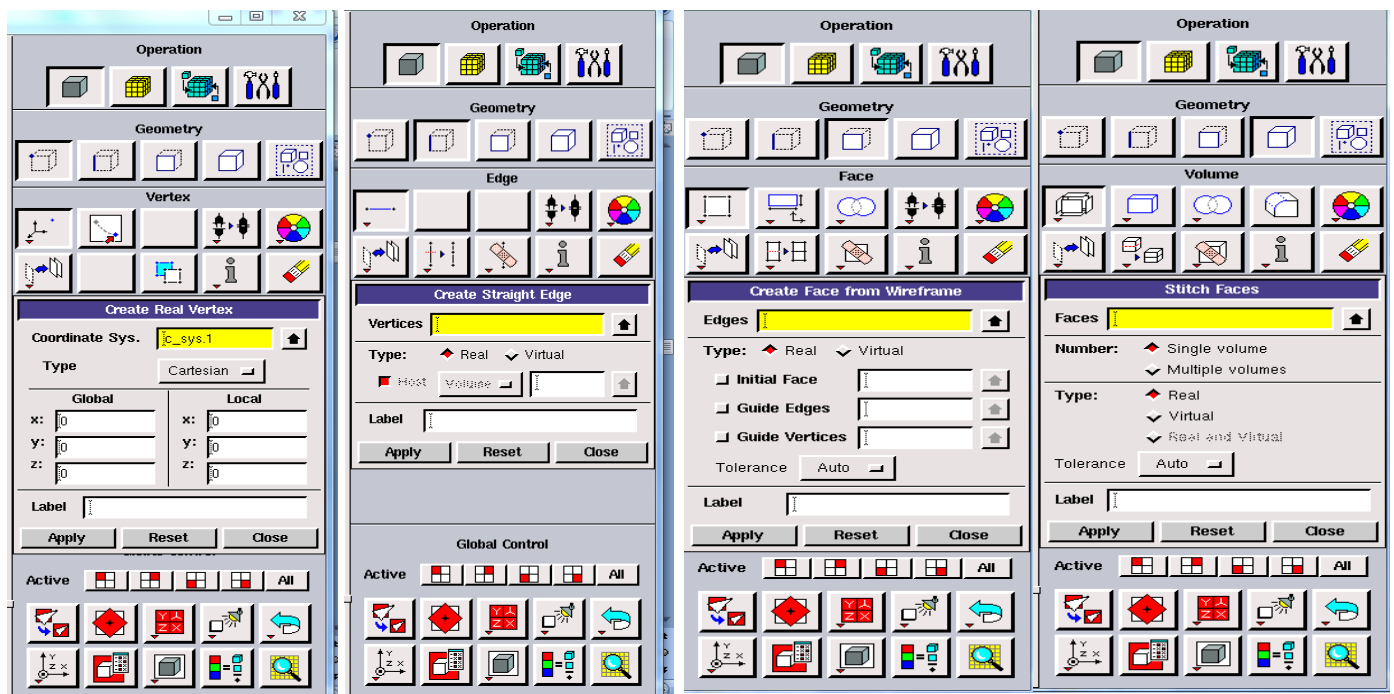 Operation
Geometry
Vertex
Create Real Vertex
Coordinate Sys. c_sys.1
Type Cartesian
Global Local
x: 0 x: 0
y: 0 y: 0
z: 0 z: 0
Label
Apply Reset Close
Active All
Operation
Geometry
Edge
Create Straight Edge
Vertices
Type: Real Virtual
Host Volume
Label
Apply Reset Close
Global Control
Active All
Operation
Geometry
Face
Create Face from Wireframe
Edges
Type: Real Virtual
Initial Face
Guide Edges
Guide Vertices
Tolerance Auto
Label
Apply Reset Close
Active All
Operation
Geometry
Volume
Stitch Faces
Faces
Number: Single volume
Multiple volumes
Type: Real
Virtual
Real and Virtual
Tolerance Auto
Label
Apply Reset Close
Active All